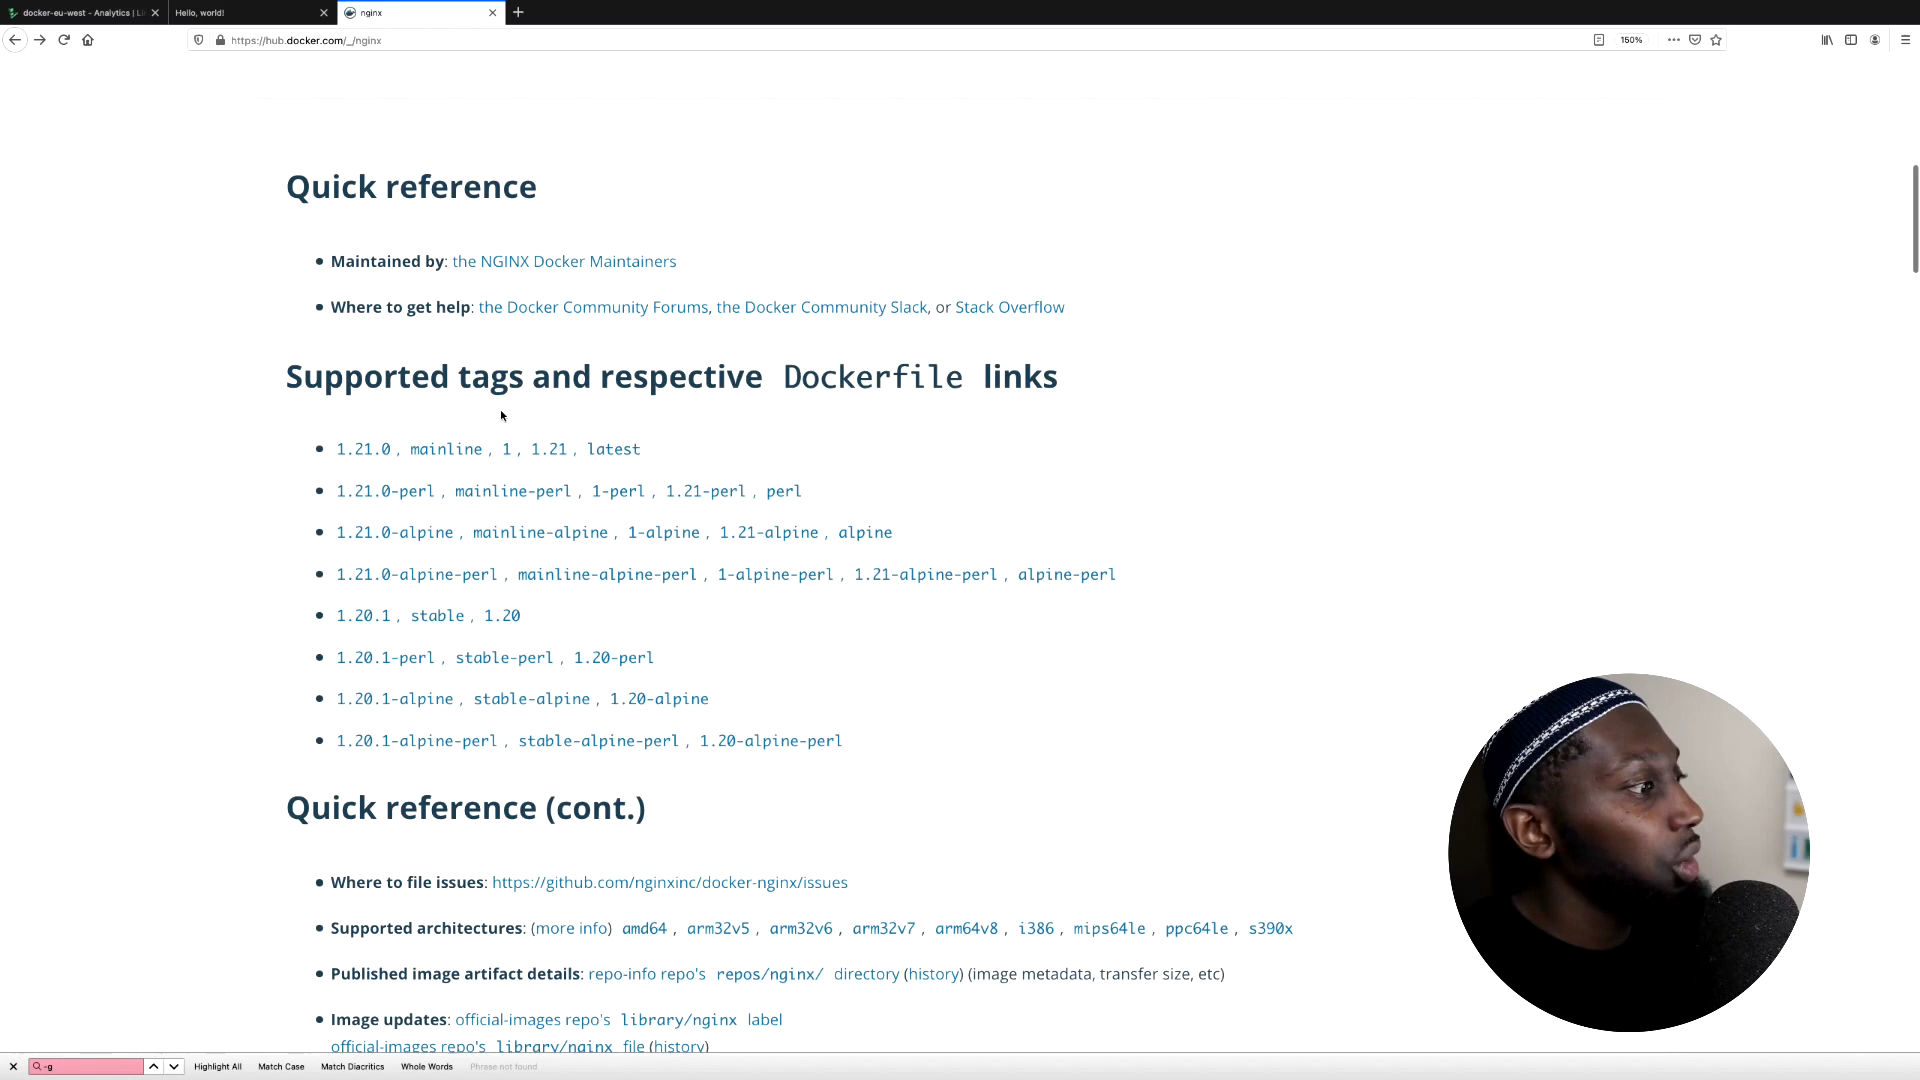 docker-eu-west - Analytics | Li
Hello, world!
nginx
https://hub.docker.com/_/nginx
150%
Quick reference
Maintained by: the NGINX Docker Maintainers
Where to get help: the Docker Community Forums, the Docker Community Slack, or Stack Overflow
Supported tags and respective Dockerfile links
1.21.0, mainline, 1, 1.21, latest
1.21.0-perl, mainline-perl, 1-perl, 1.21-perl, perl
1.21.0-alpine, mainline-alpine, 1-alpine, 1.21-alpine, alpine
1.21.0-alpine-perl, mainline-alpine-perl, 1-alpine-perl, 1.21-alpine-perl, alpine-perl
1.20.1, stable, 1.20
1.20.1-perl, stable-perl, 1.20-perl
1.20.1-alpine, stable-alpine, 1.20-alpine
1.20.1-alpine-perl, stable-alpine-perl, 1.20-alpine-perl
Quick reference (cont.)
Where to file issues: https://github.com/nginxinc/docker-nginx/issues
Supported architectures: (more info) amd64, arm32v5, arm32v6, arm32v7, arm64v8, i386, mips64le, ppc64le, s390x
Published image artifact details: repo-info repo's repos/nginx/ directory (history) (image metadata, transfer size, etc)
Image updates: official-images repo's library/nginx label
official-images repo's library/nginx file (history)
-g
Highlight All
Match Case
Match Diacritics
Whole Words
Phrase not found